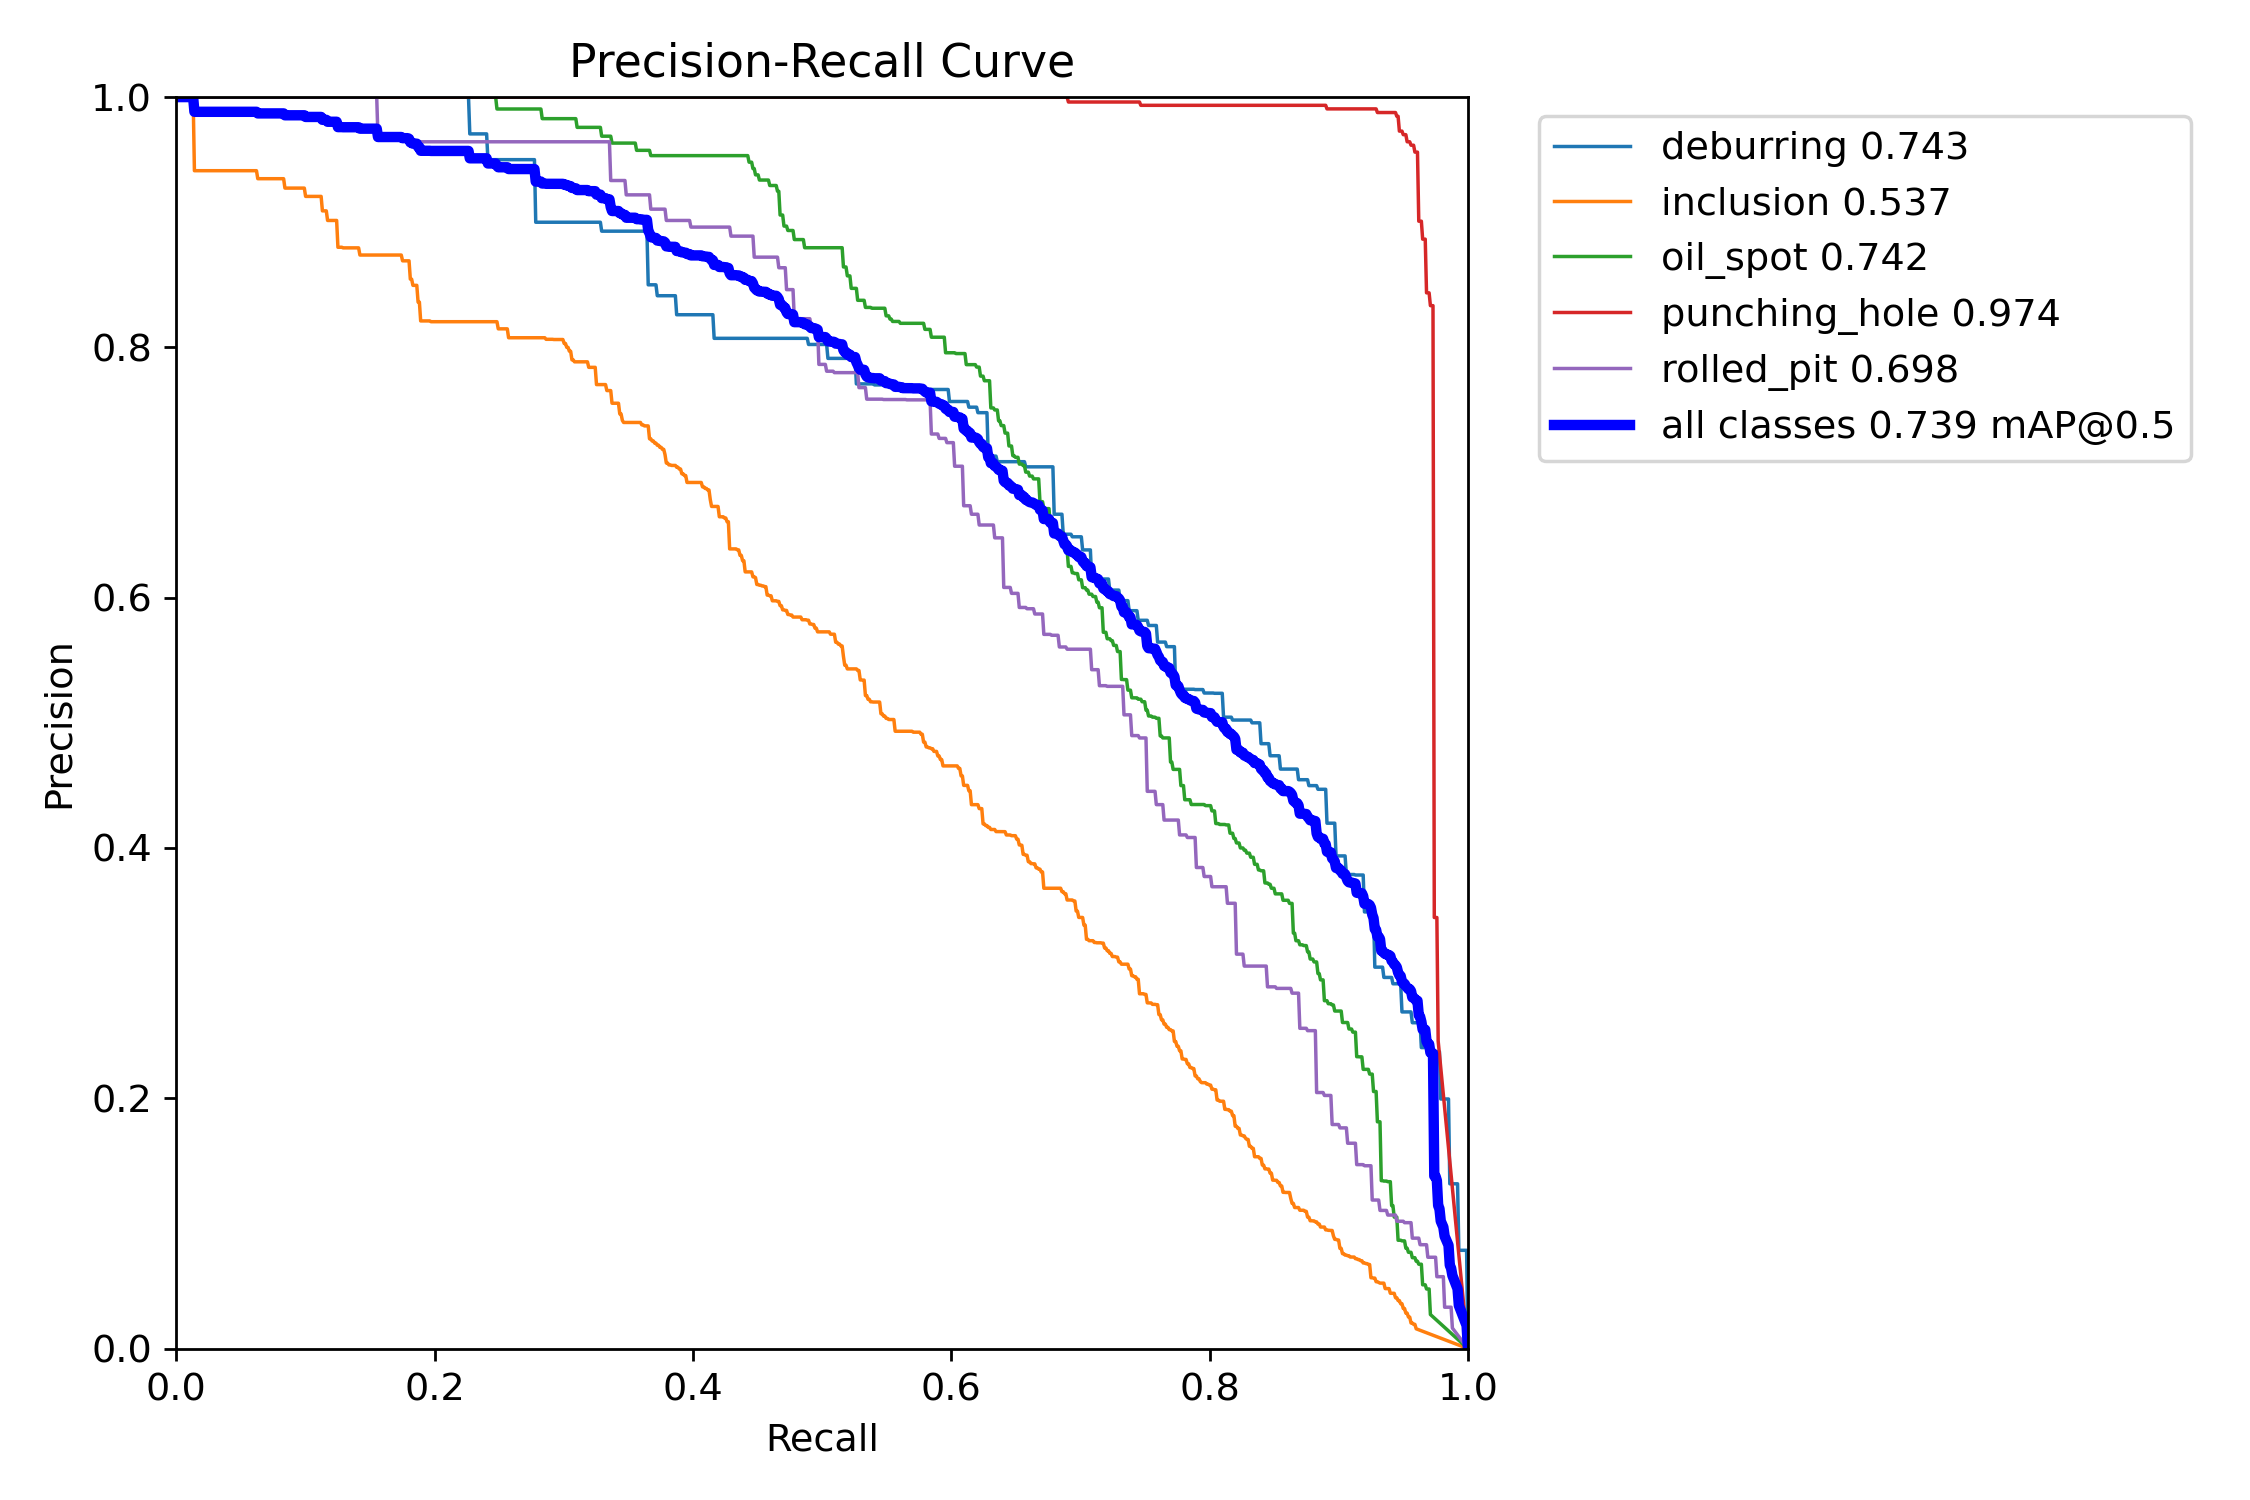 Precision-Recall Curve
1.0
0.8
0.6
0.4
0.2
0.0
Precision
0.0 0.2 0.4 0.6 0.8 1.0
Recall
deburring 0.743
inclusion 0.537
oil_spot 0.742
punching_hole 0.974
rolled_pit 0.698
all classes 0.739 mAP@0.5